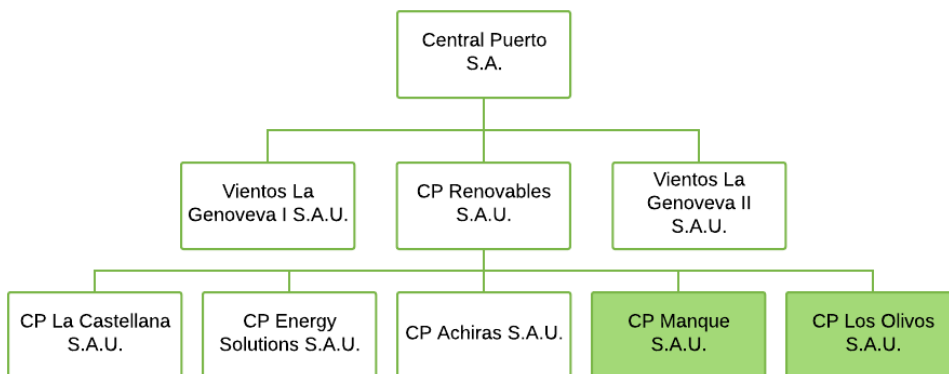 Central Puerto
S.A.
Vientos La
Genoveva I S.A.U.
CP Renovables
S.A.U.
Vientos La
Genoveva II
S.A.U.
CP La Castellana
S.A.U.
CP Energy
Solutions S.A.U.
CP Achiras S.A.U.
CP Manque
S.A.U.
CP Los Olivos
S.A.U.